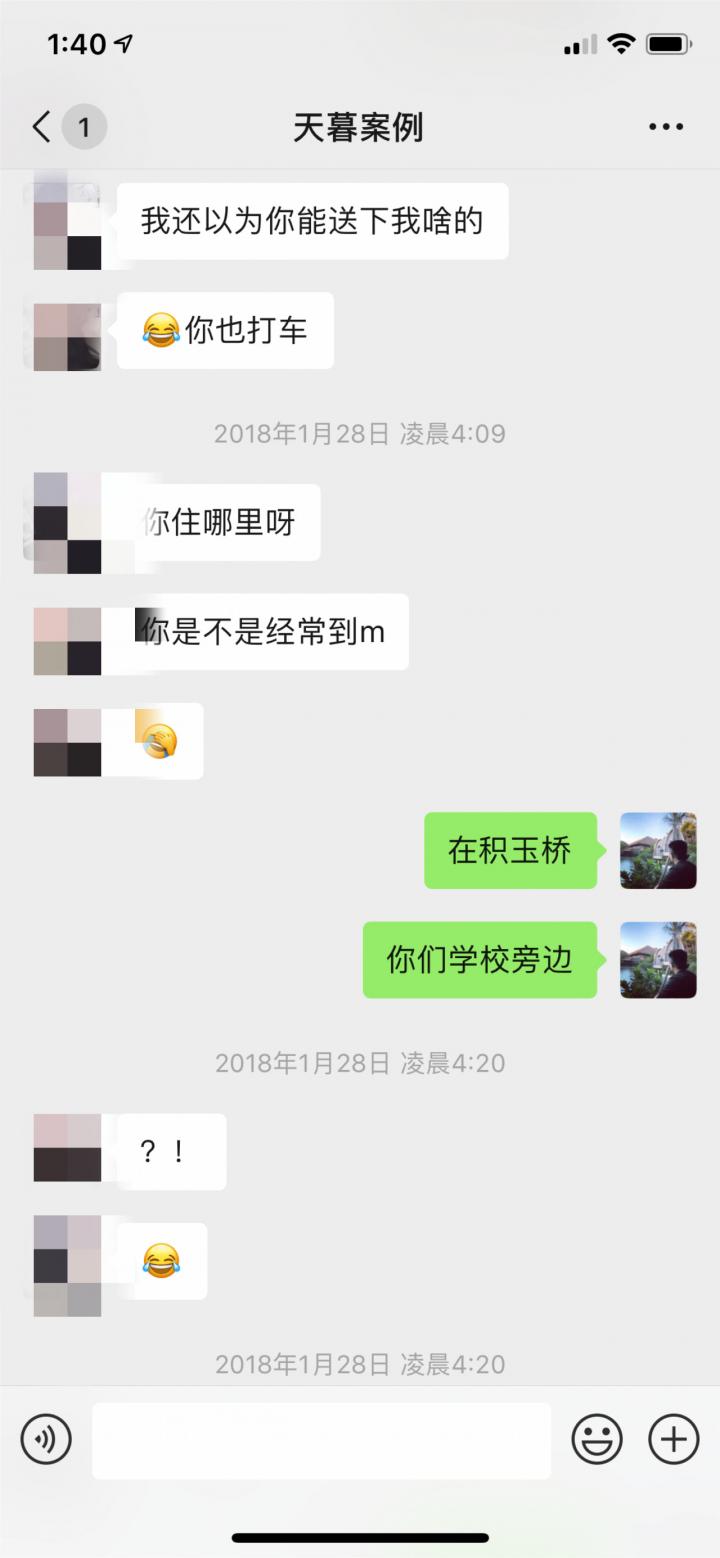 1:40
1
天暮案例
我还以为你能送下我啥的
😂你也打车
2018年1月28日 凌晨4:09
你住哪里呀
你是不是经常到m
在积玉桥
你们学校旁边
2018年1月28日 凌晨4:20
？！
😂
2018年1月28日 凌晨4:20